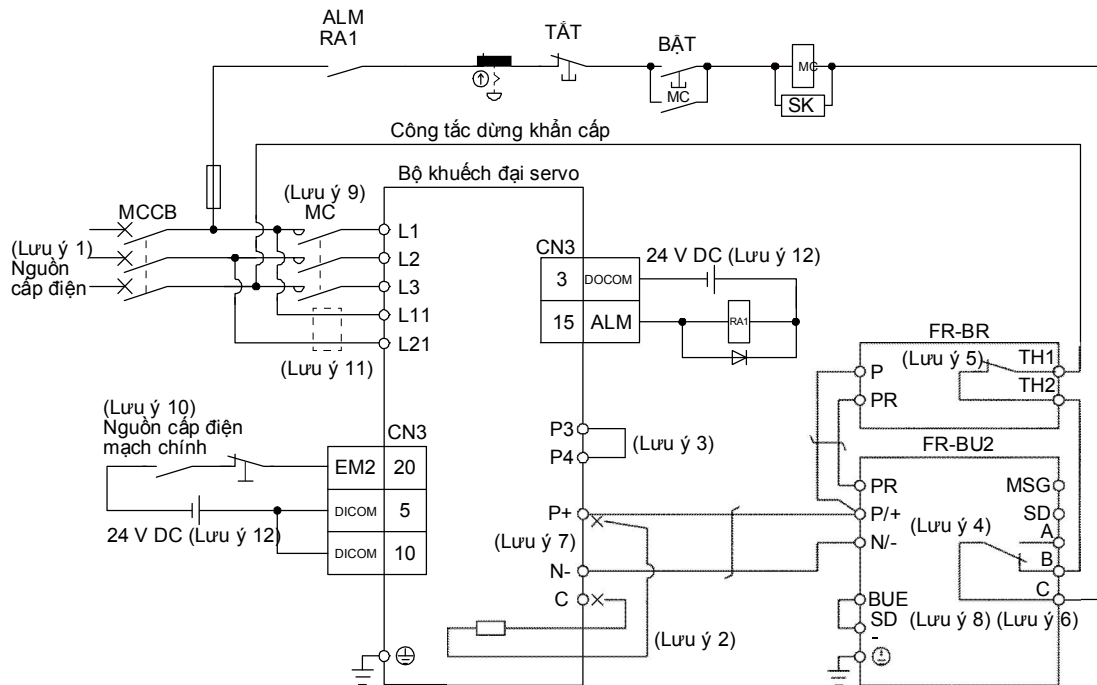 ALM
RA1
TẮT
BẬT
MC
MC
SK
Công tắc dừng khẩn cấp
Bộ khuếch đại servo
(Lưu ý 9)
MC
MCCB
(Lưu ý 1)
Nguồn
cấp điện
L1
L2
L3
L11
L21
(Lưu ý 11)
CN3
24 V DC (Lưu ý 12)
3 DOCOM
15 ALM
RA1
FR-BR
(Lưu ý 5)
TH1
P
TH2
PR
(Lưu ý 10)
Nguồn cấp điện
mạch chính
CN3
EM2 20
DICOM 5
DICOM 10
24 V DC (Lưu ý 12)
P3
P4
(Lưu ý 3)
P+
(Lưu ý 7)
N-
C
(Lưu ý 2)
FR-BU2
PR
MSG
P/+
SD
(Lưu ý 4)
A
N/-
B
C
BUE
SD
(Lưu ý 8) (Lưu ý 6)
-